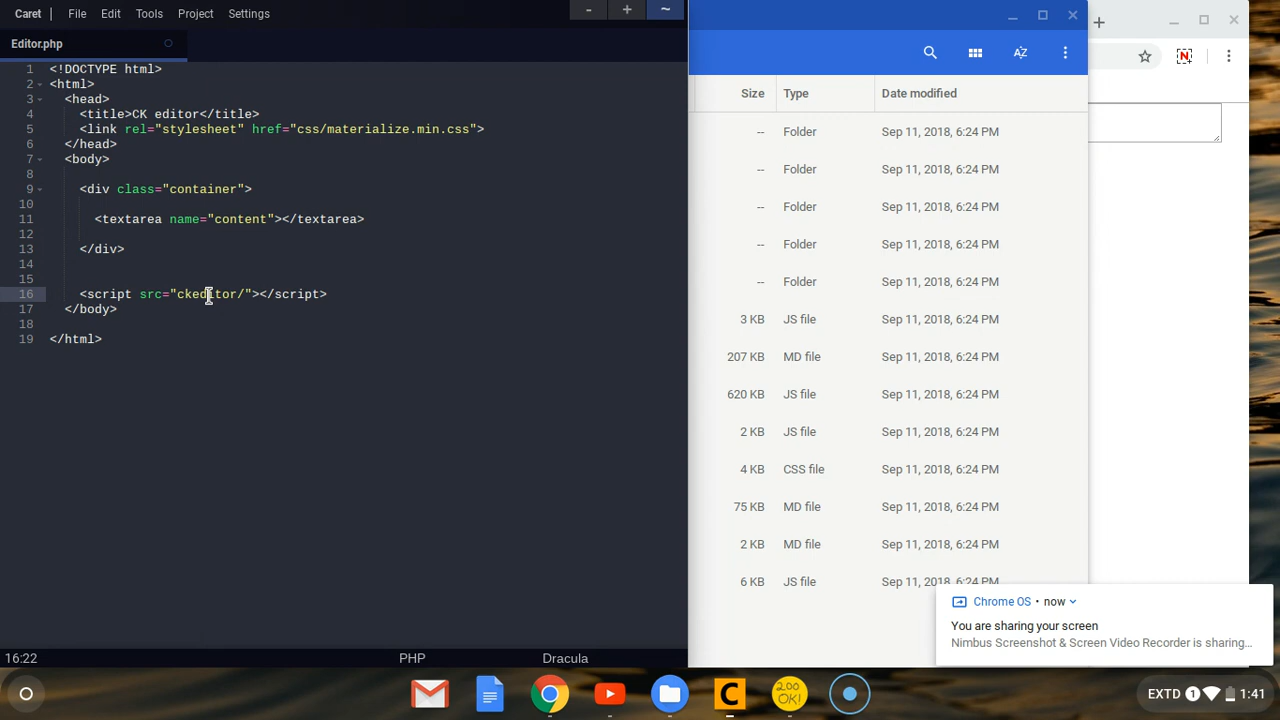 Caret | File Edit Tools Project Settings - + ~
Editor.php
1 <!DOCTYPE html>
2 <html>
3 <head>
4 <title>CK editor</title>
5 <link rel="stylesheet" href="css/materialize.min.css">
6 </head>
7 <body>
8
9 <div class="container">
10
11 <textarea name="content"></textarea>
12
13 </div>
14
15
16 <script src="ckeditor/"></script>
17 </body>
18
19 </html>
16:22 PHP Dracula
AZ
Size Type Date modified
-- Folder Sep 11, 2018, 6:24 PM
-- Folder Sep 11, 2018, 6:24 PM
-- Folder Sep 11, 2018, 6:24 PM
-- Folder Sep 11, 2018, 6:24 PM
-- Folder Sep 11, 2018, 6:24 PM
3 KB JS file Sep 11, 2018, 6:24 PM
207 KB MD file Sep 11, 2018, 6:24 PM
620 KB JS file Sep 11, 2018, 6:24 PM
2 KB JS file Sep 11, 2018, 6:24 PM
4 KB CSS file Sep 11, 2018, 6:24 PM
75 KB MD file Sep 11, 2018, 6:24 PM
2 KB MD file Sep 11, 2018, 6:24 PM
6 KB JS file Sep 11, 2018, 6:24 PM
N
Chrome OS • now
You are sharing your screen
Nimbus Screenshot & Screen Video Recorder is sharing...
C
200 OK!
EXTD 1 1:41